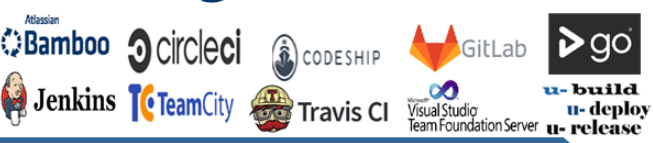 Atlassian
Bamboo
circleci
CODESHIP
GitLab
go
Jenkins
TC TeamCity
Travis CI
Microsoft
Visual Studio
Team Foundation Server
u- build
u- deploy
u- release